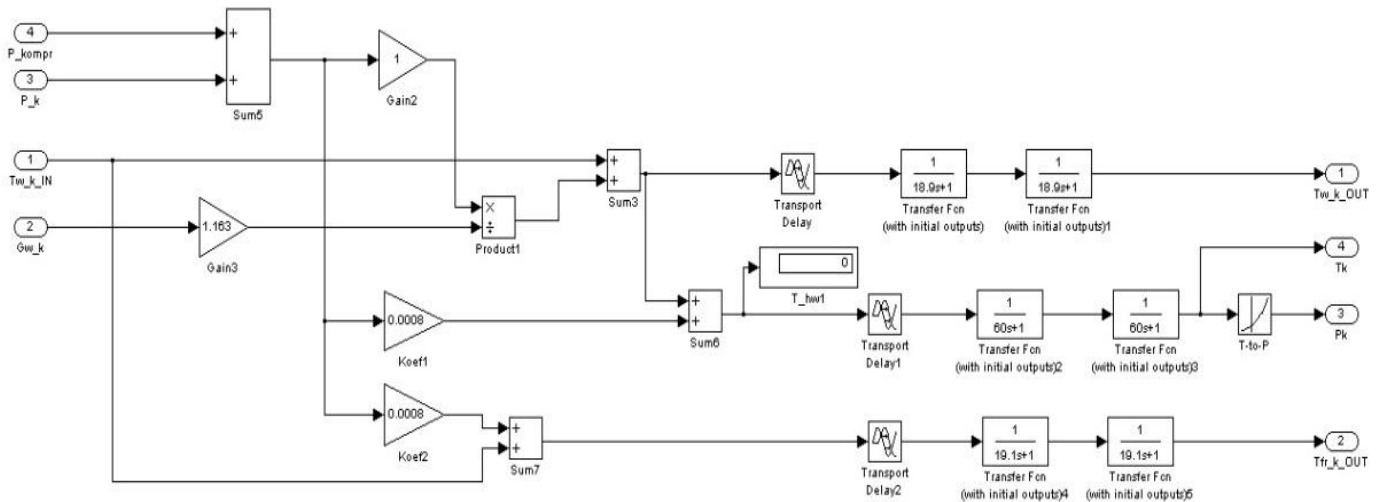 4
P_kompr
3
P_k
+
+
Sum5
1
Gain2
1
Tw_k_IN
2
Gw_k
1.163
Gain3
×
÷
Product1
+
+
Sum3
Transport
Delay
1
18.9s+1
Transfer Fcn
(with initial outputs)
1
18.9s+1
Transfer Fcn
(with initial outputs)1
1
Tw_k_OUT
0.0008
Koef1
+
+
Sum6
0
T_hw1
Transport
Delay1
1
60s+1
Transfer Fcn
(with initial outputs)2
1
60s+1
Transfer Fcn
(with initial outputs)3
4
Tk
T-to-P
3
Pk
0.0008
Koef2
+
+
Sum7
Transport
Delay2
1
19.1s+1
Transfer Fcn
(with initial outputs)4
1
19.1s+1
Transfer Fcn
(with initial outputs)5
2
Tfr_k_OUT